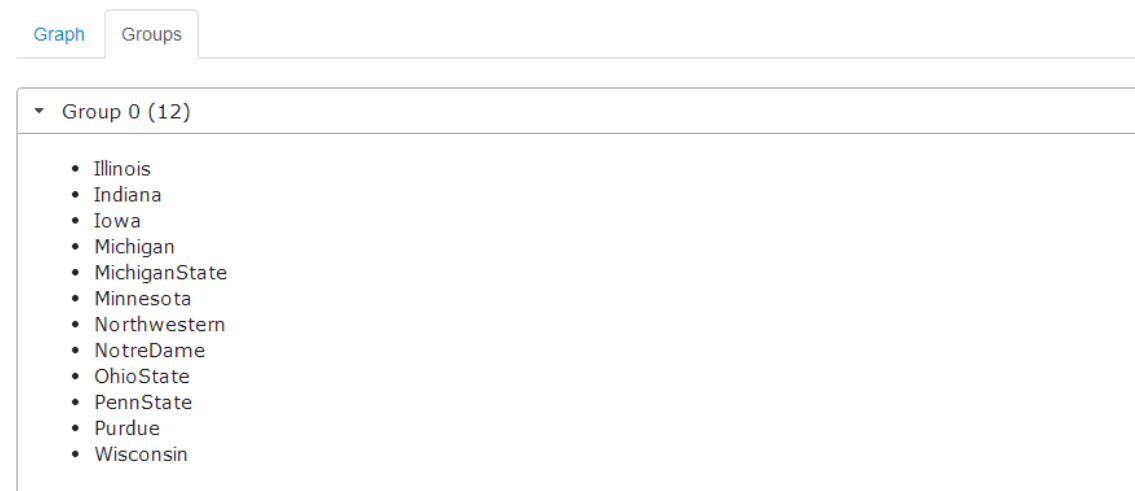 Graph Groups
Group 0 (12)
Illinois
Indiana
Iowa
Michigan
MichiganState
Minnesota
Northwestern
NotreDame
OhioState
PennState
Purdue
Wisconsin